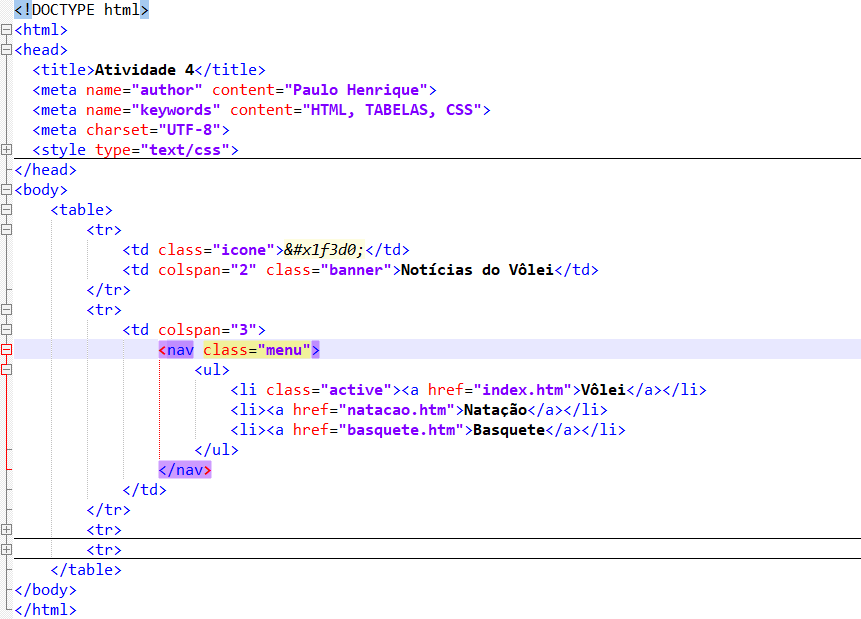 <!DOCTYPE html>
<html>
<head>
<title>Atividade 4</title>
<meta name="author" content="Paulo Henrique">
<meta name="keywords" content="HTML, TABELAS, CSS">
<meta charset="UTF-8">
<style type="text/css">
</head>
<body>
<table>
<tr>
<td class="icone">&#x1f3d0;</td>
<td colspan="2" class="banner">Notícias do Vôlei</td>
</tr>
<tr>
<td colspan="3">
<nav class="menu">
<ul>
<li class="active"><a href="index.htm">Vôlei</a></li>
<li><a href="natacao.htm">Natação</a></li>
<li><a href="basquete.htm">Basquete</a></li>
</ul>
</nav>
</td>
</tr>
<tr>
<tr>
</table>
</body>
</html>